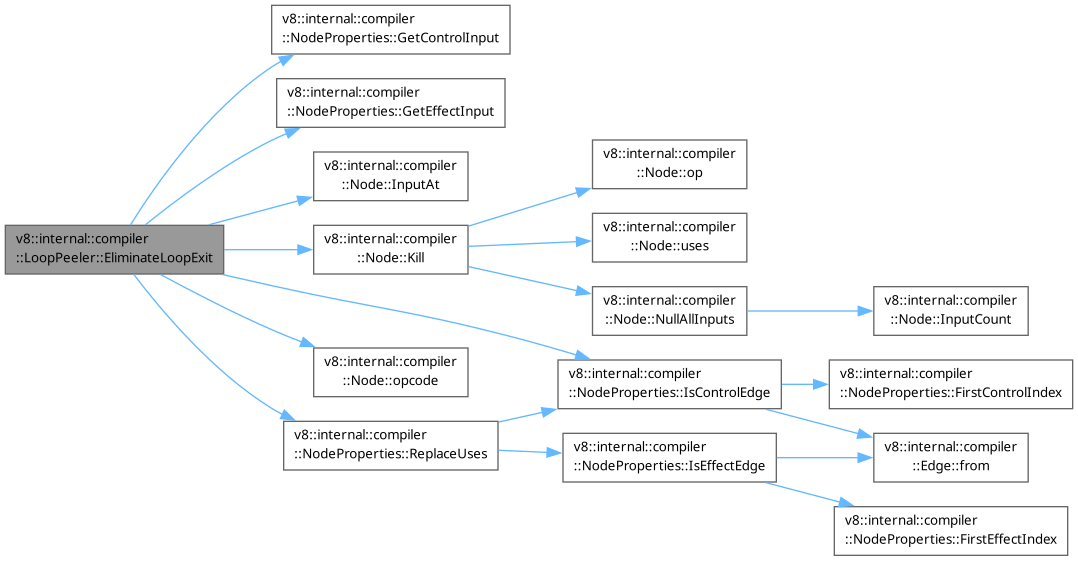 v8::internal::compiler
::LoopPeeler::EliminateLoopExit
v8::internal::compiler
::NodeProperties::GetControlInput
v8::internal::compiler
::NodeProperties::GetEffectInput
v8::internal::compiler
::Node::InputAt
v8::internal::compiler
::Node::Kill
v8::internal::compiler
::Node::opcode
v8::internal::compiler
::NodeProperties::ReplaceUses
v8::internal::compiler
::Node::op
v8::internal::compiler
::Node::uses
v8::internal::compiler
::Node::NullAllInputs
v8::internal::compiler
::NodeProperties::IsControlEdge
v8::internal::compiler
::NodeProperties::IsEffectEdge
v8::internal::compiler
::Node::InputCount
v8::internal::compiler
::NodeProperties::FirstControlIndex
v8::internal::compiler
::Edge::from
v8::internal::compiler
::NodeProperties::FirstEffectIndex